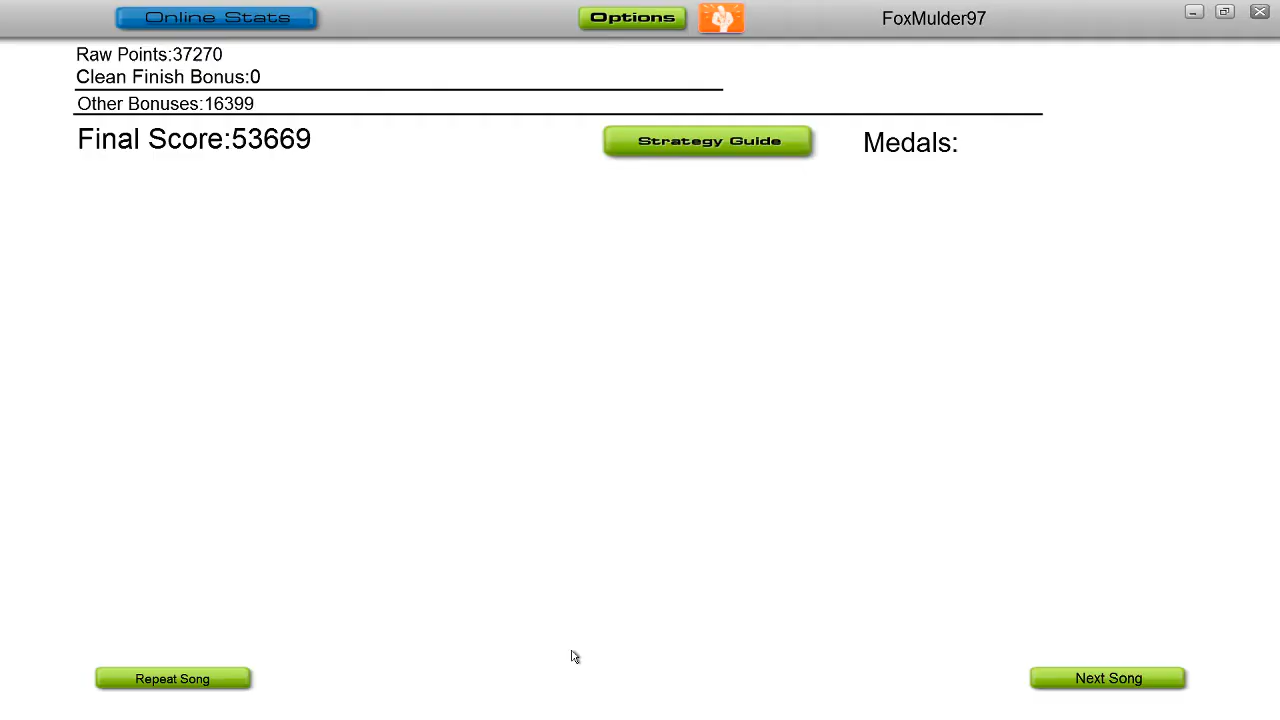 Online Stats
Options
FoxMulder97
Raw Points:37270
Clean Finish Bonus:0
Other Bonuses:16399
Final Score:53669
Strategy Guide
Medals:
Repeat Song
Next Song